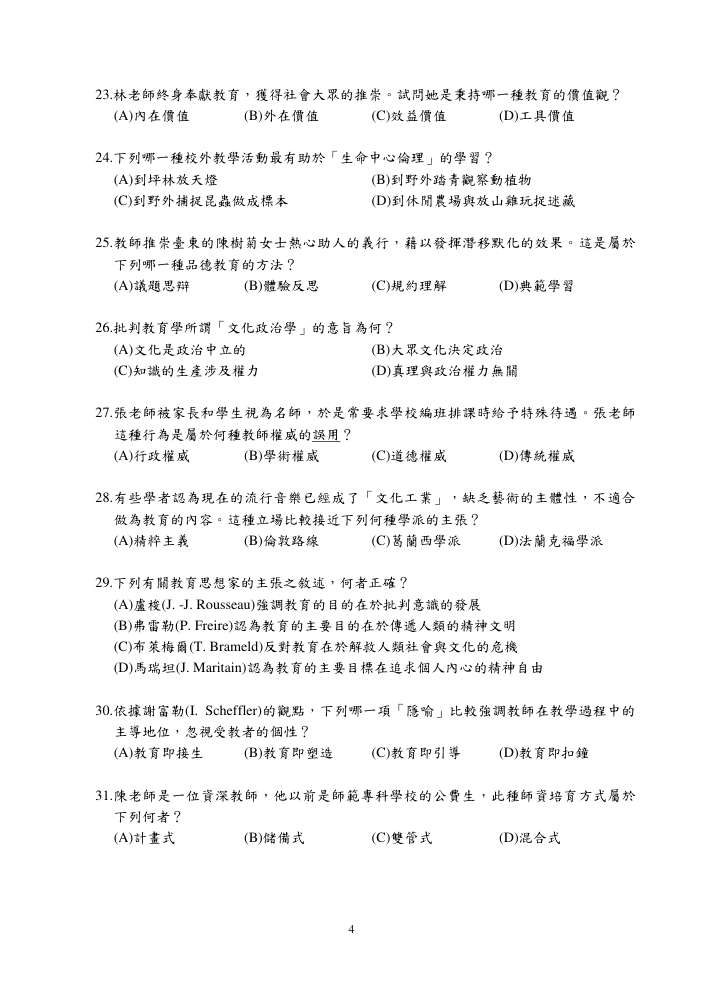 23.林老師終身奉獻教育，獲得社會大眾的推崇。試問她是秉持哪一種教育的價值觀？
(A)內在價值 (B)外在價值 (C)效益價值 (D)工具價值
24.下列哪一種校外教學活動最有助於「生命中心倫理」的學習？
(A)到坪林放天燈 (B)到野外踏青觀察動植物
(C)到野外捕捉昆蟲做成標本 (D)到休閒農場與放山雞玩捉迷藏
25.教師推崇臺東的陳樹菊女士熱心助人的義行，藉以發揮潛移默化的效果。這是屬於
下列哪一種品德教育的方法？
(A)議題思辯 (B)體驗反思 (C)規約理解 (D)典範學習
26.批判教育學所謂「文化政治學」的意旨為何？
(A)文化是政治中立的 (B)大眾文化決定政治
(C)知識的生產涉及權力 (D)真理與政治權力無關
27.張老師被家長和學生視為名師，於是常要求學校編班排課時給予特殊待遇。張老師
這種行為是屬於何種教師權威的誤用？
(A)行政權威 (B)學術權威 (C)道德權威 (D)傳統權威
28.有些學者認為現在的流行音樂已經成了「文化工業」，缺乏藝術的主體性，不適合
做為教育的內容。這種立場比較接近下列何種學派的主張？
(A)精粹主義 (B)倫敦路線 (C)葛蘭西學派 (D)法蘭克福學派
29.下列有關教育思想家的主張之敘述，何者正確？
(A)盧梭(J. -J. Rousseau)強調教育的目的在於批判意識的發展
(B)弗雷勒(P. Freire)認為教育的主要目的在於傳遞人類的精神文明
(C)布萊梅爾(T. Brameld)反對教育在於解救人類社會與文化的危機
(D)馬瑞坦(J. Maritain)認為教育的主要目標在追求個人內心的精神自由
30.依據謝富勒(I. Scheffler)的觀點，下列哪一項「隱喻」比較強調教師在教學過程中的
主導地位，忽視受教者的個性？
(A)教育即接生 (B)教育即塑造 (C)教育即引導 (D)教育即扣鐘
31.陳老師是一位資深教師，他以前是師範專科學校的公費生，此種師資培育方式屬於
下列何者？
(A)計畫式 (B)儲備式 (C)雙管式 (D)混合式
4